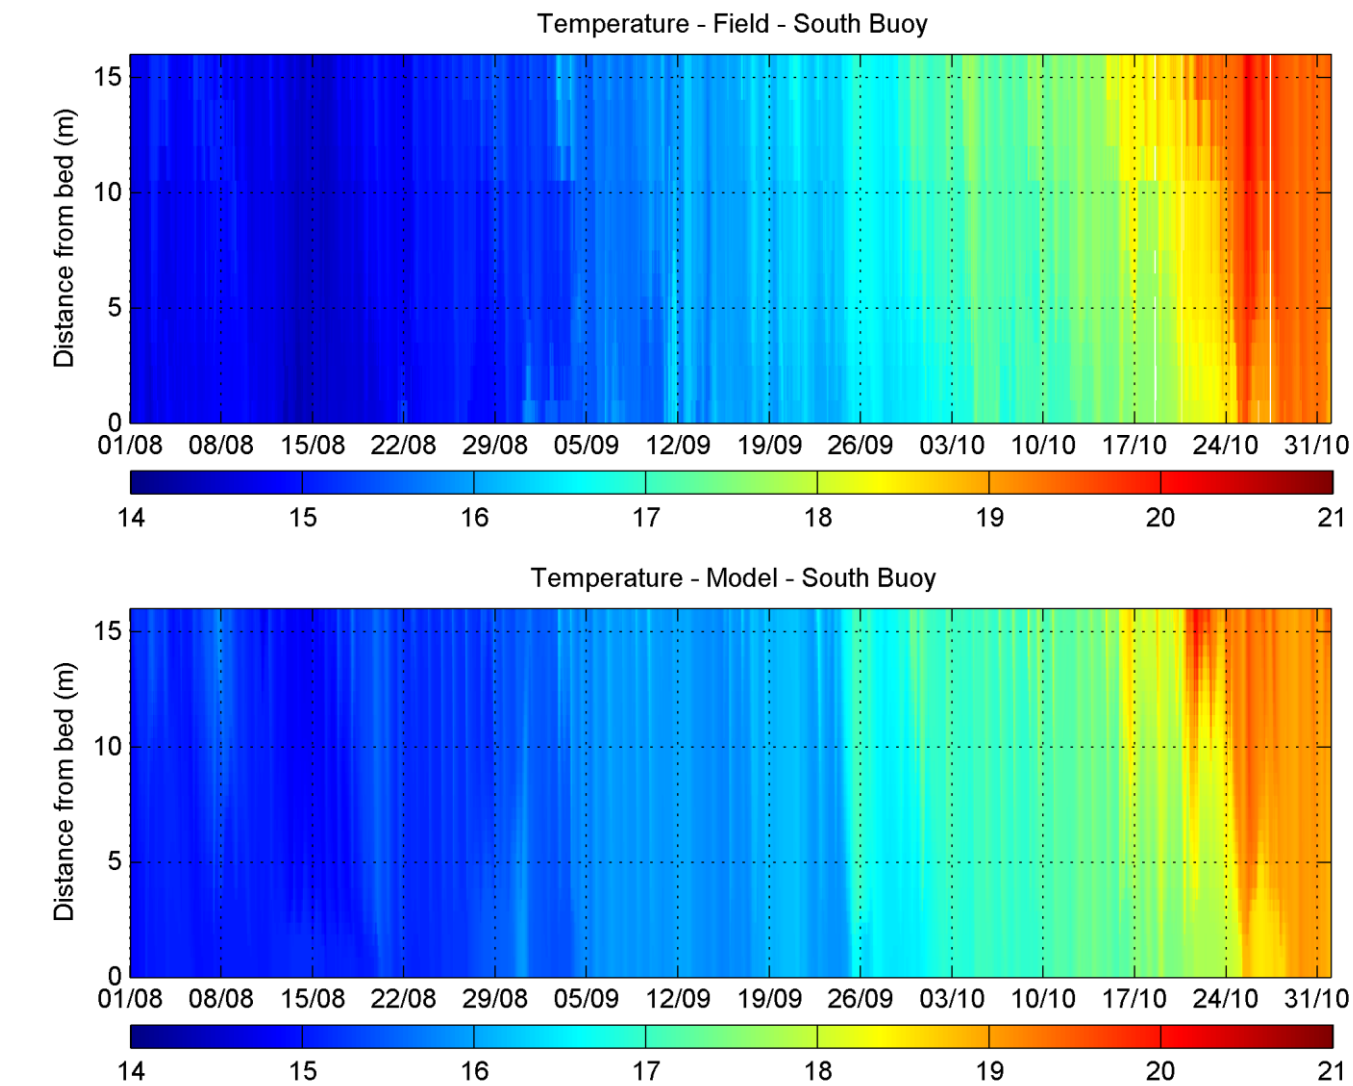 Temperature - Field - South Buoy
Distance from bed (m)
15
10
5
0
01/08 08/08 15/08 22/08 29/08 05/09 12/09 19/09 26/09 03/10 10/10 17/10 24/10 31/10
14 15 16 17 18 19 20 21
Temperature - Model - South Buoy
Distance from bed (m)
15
10
5
0
01/08 08/08 15/08 22/08 29/08 05/09 12/09 19/09 26/09 03/10 10/10 17/10 24/10 31/10
14 15 16 17 18 19 20 21